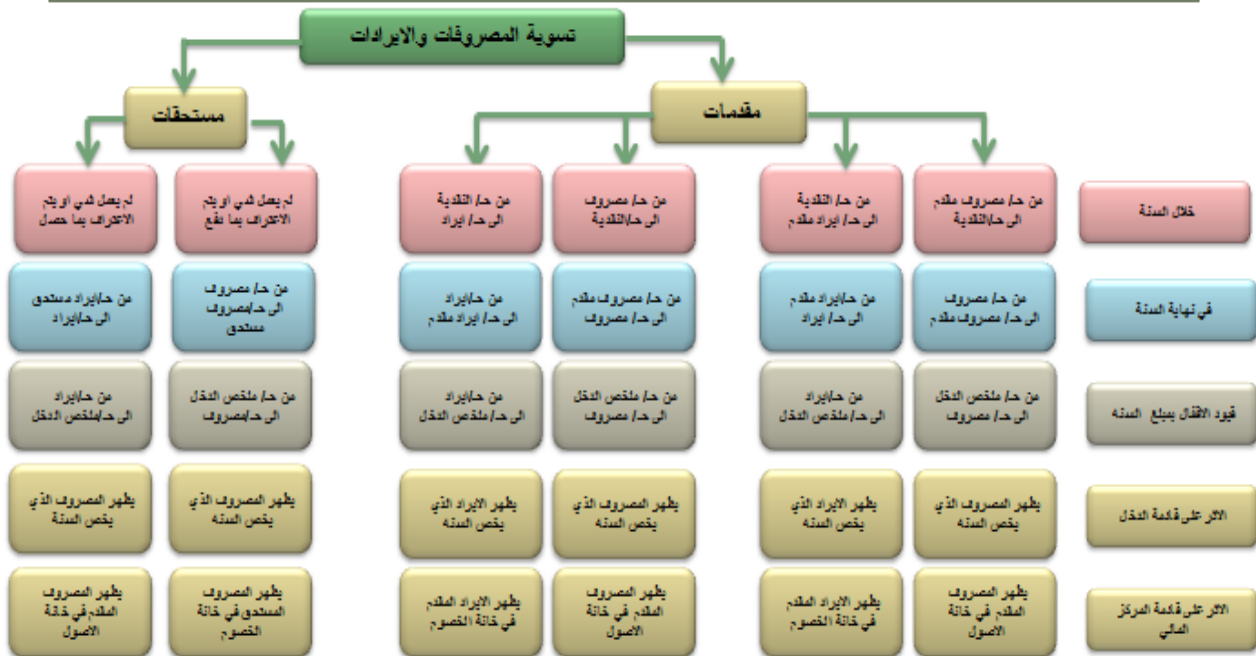 تسوية المصروفات والايرادات
مقدمات
مستحقات
خلال السنة
من حـ/ مصروف مقدم
الى حـ/النقدية
من حـ/ النقدية
الى حـ/ ايراد مقدم
من حـ/ مصروف
الى حـ/النقدية
من حـ/ النقدية
الى حـ/ ايراد
لم يعمل شي او يتم
الاعتراف بما دفع
لم يعمل شي او يتم
الاعتراف بما حصل
في نهاية السنة
من حـ/ مصروف
الى حـ/ مصروف مقدم
من حـ/ايراد مقدم
الى حـ/ ايراد
من حـ/ مصروف مقدم
الى حـ/ مصروف
من حـ/ايراد
الى حـ/ ايراد مقدم
من حـ/ مصروف
الى حـ/مصروف
مستحق
من حـ/ايراد مستحق
الى حـ/ايراد
قيود الاقفال بمبلغ السنه
من حـ/ ملخص الدخل
الى حـ/ مصروف
من حـ/ايراد
الى حـ/ ملخص الدخل
من حـ/ ملخص الدخل
الى حـ/ مصروف
من حـ/ايراد
الى حـ/ ملخص الدخل
من حـ/ ملخص الدخل
الى حـ/مصروف
من حـ/ايراد
الى حـ/ملخص الدخل
الاثر على قائمة الدخل
يظهر المصروف الذي
يخص السنه
يظهر الايراد الذي
يخص السنه
يظهر المصروف الذي
يخص السنه
يظهر الايراد الذي
يخص السنه
يظهر المصروف الذي
يخص السنه
يظهر المصروف الذي
يخص السنة
الاثر على قائمة المركز
المالي
يظهر المصروف
المقدم في خانة
الاصول
يظهر الايراد المقدم
في خانة الخصوم
يظهر المصروف
المقدم في خانة
الاصول
يظهر الايراد المقدم
في خانة الخصوم
يظهر المصروف
المستحق في خانة
الخصوم
يظهر المصروف
المقدم في خانة
الاصول